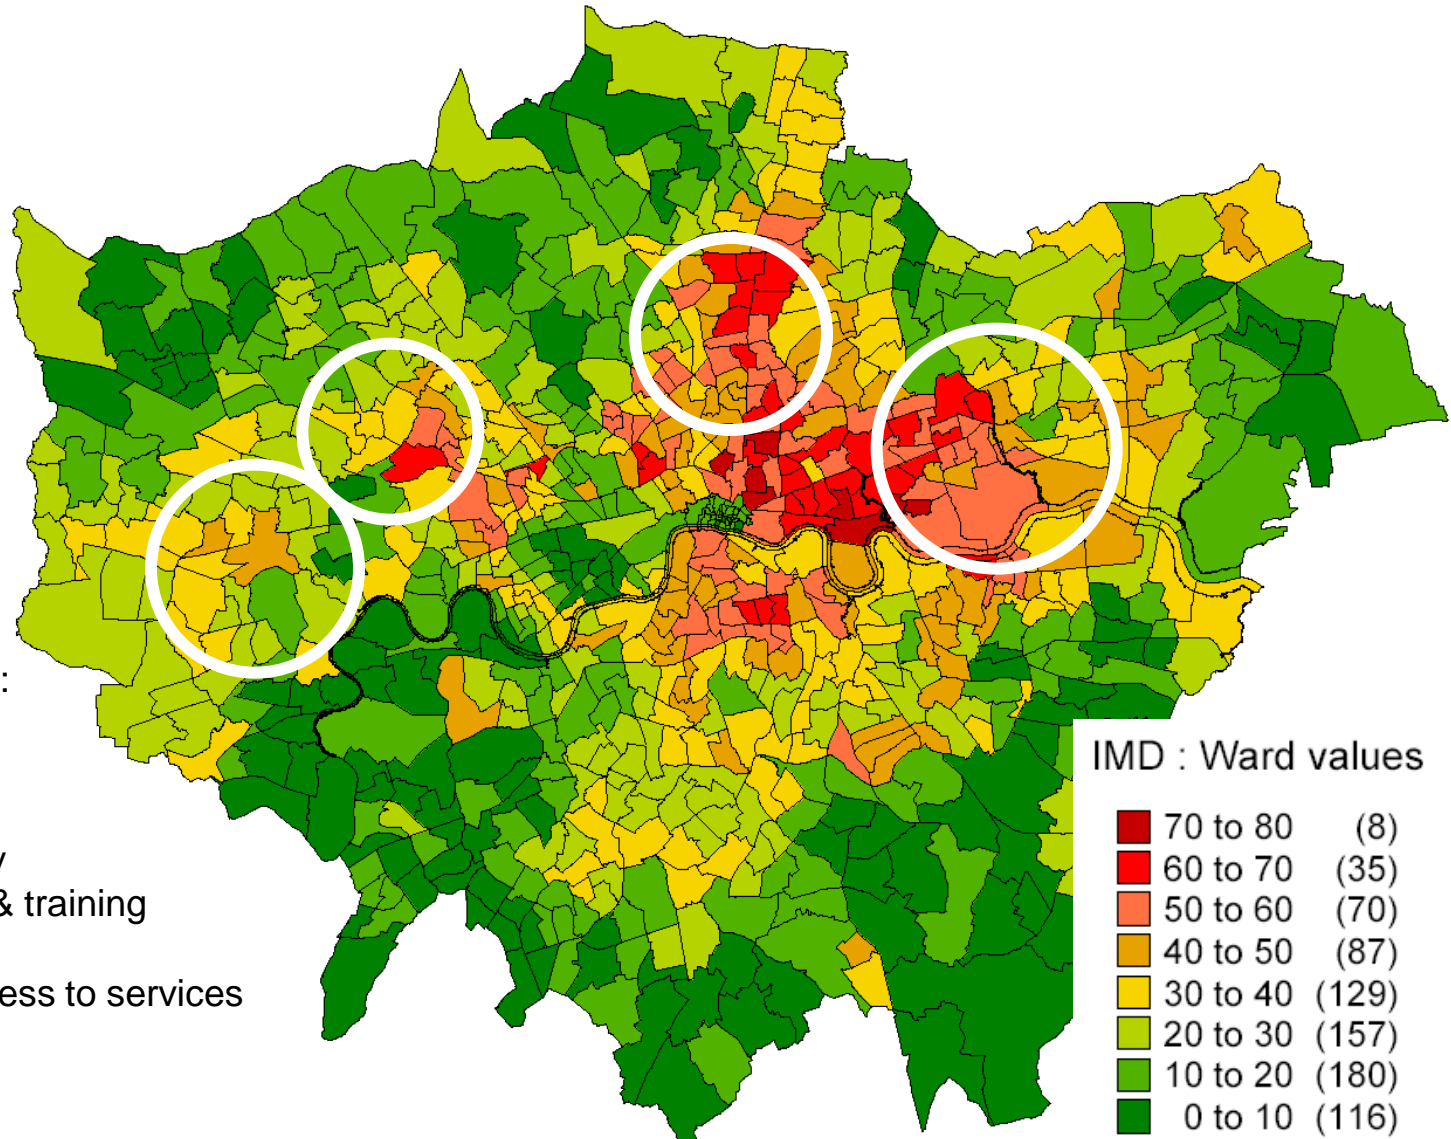 :
y
& training
ess to services
IMD : Ward values
70 to 80 (8)
60 to 70 (35)
50 to 60 (70)
40 to 50 (87)
30 to 40 (129)
20 to 30 (157)
10 to 20 (180)
0 to 10 (116)